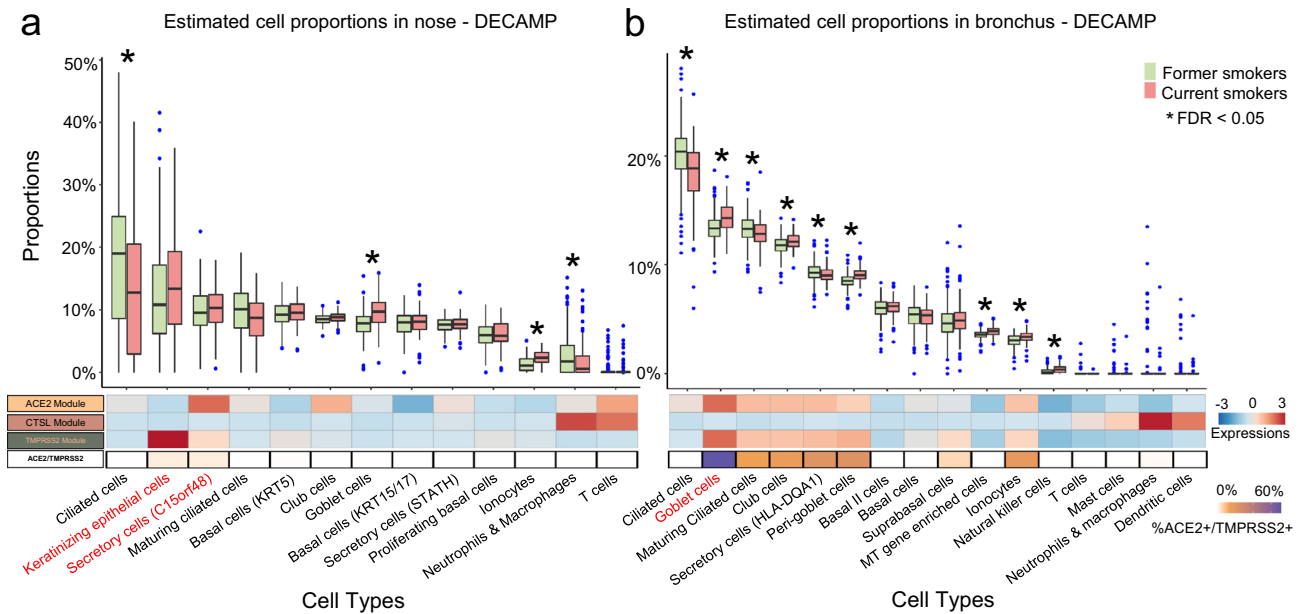 a
Estimated cell proportions in nose - DECAMP
b
Estimated cell proportions in bronchus - DECAMP
Former smokers
Current smokers
* FDR < 0.05
Proportions
50%
40%
30%
20%
10%
0%
20%
10%
0%
* * * *
* * * * * * * * *
ACE2 Module
CTSL Module
TMPRSS2 Module
ACE2/TMPRSS2
-3 0 3
Expressions
0% 60%
%ACE2+/TMPRSS2+
Ciliated cells
Keratinizing epithelial cells
Secretory cells (C15orf48)
Maturing ciliated cells
Basal cells (KRT5)
Club cells
Goblet cells
Basal cells (KRT15/17)
Secretory cells (STATH)
Proliferating basal cells
Ionocytes
Neutrophils & Macrophages
T cells
Cell Types
Ciliated cells
Goblet cells
Maturing Ciliated cells
Club cells
Secretory cells (HLA-DQA1)
Peri-goblet cells
Basal II cells
Basal cells
Suprabasal cells
MT gene enriched cells
Ionocytes
Natural killer cells
T cells
Mast cells
Neutrophils & macrophages
Dendritic cells
Cell Types